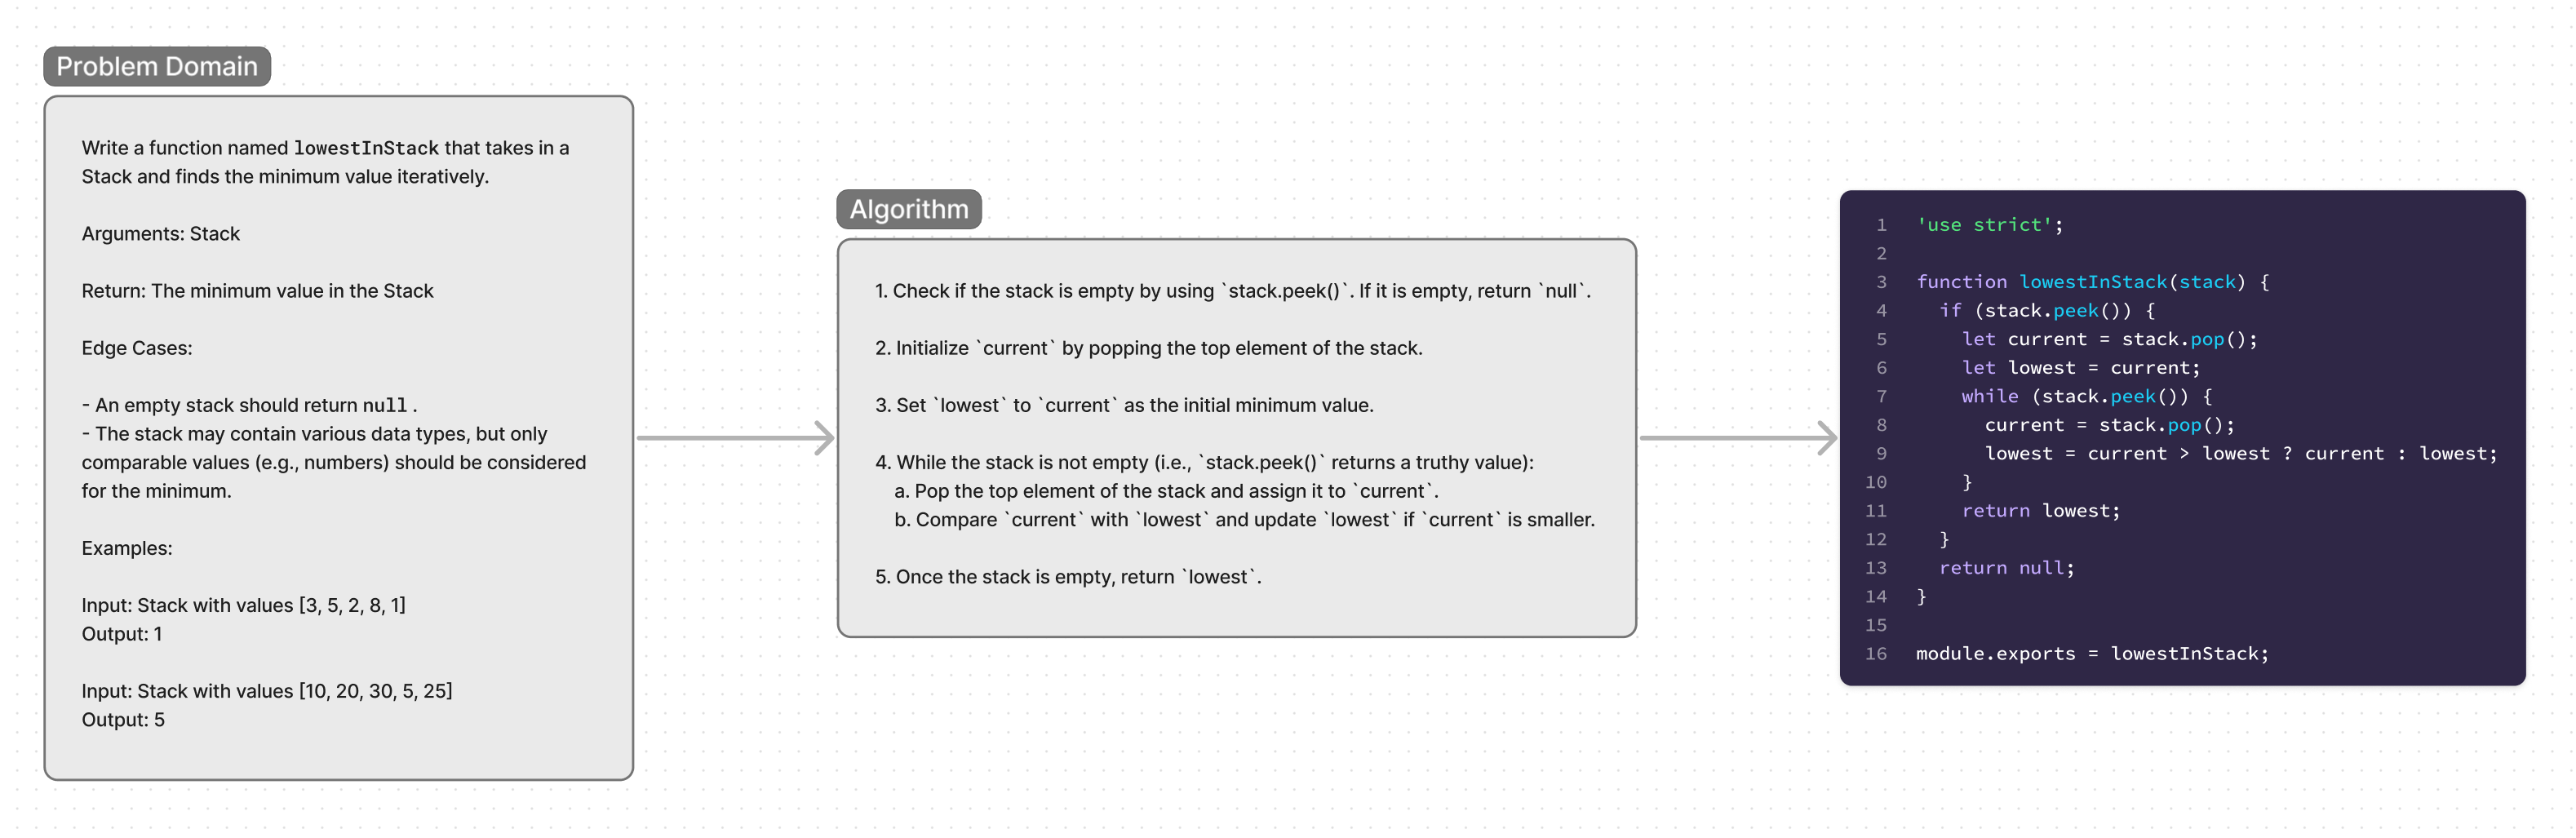 Problem Domain
Write a function named lowestInStack that takes in a
Stack and finds the minimum value iteratively.
Arguments: Stack
Return: The minimum value in the Stack
Edge Cases:
- An empty stack should return null .
- The stack may contain various data types, but only
comparable values (e.g., numbers) should be considered
for the minimum.
Examples:
Input: Stack with values [3, 5, 2, 8, 1]
Output: 1
Input: Stack with values [10, 20, 30, 5, 25]
Output: 5
Algorithm
1. Check if the stack is empty by using `stack.peek()`. If it is empty, return `null`.
2. Initialize `current` by popping the top element of the stack.
3. Set `lowest` to `current` as the initial minimum value.
4. While the stack is not empty (i.e., `stack.peek()` returns a truthy value):
a. Pop the top element of the stack and assign it to `current`.
b. Compare `current` with `lowest` and update `lowest` if `current` is smaller.
5. Once the stack is empty, return `lowest`.
1 'use strict';
2
3 function lowestInStack(stack) {
4 if (stack.peek()) {
5 let current = stack.pop();
6 let lowest = current;
7 while (stack.peek()) {
8 current = stack.pop();
9 lowest = current > lowest ? current : lowest;
10 }
11 return lowest;
12 }
13 return null;
14 }
15
16 module.exports = lowestInStack;